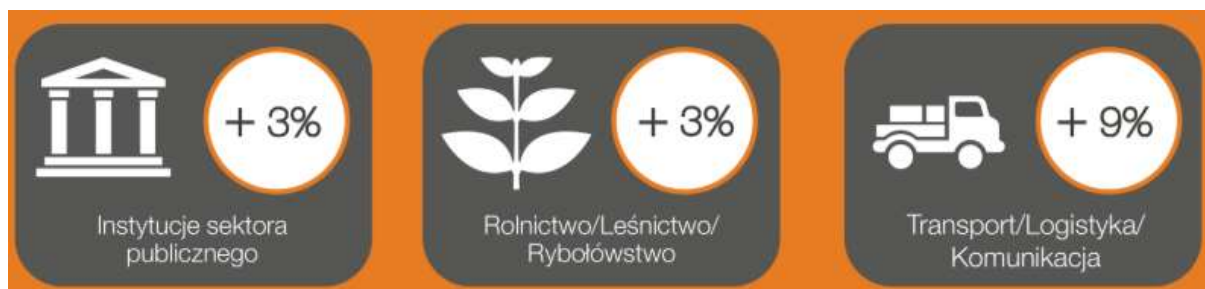 + 3%
Instytucje sektora
publicznego
+ 3%
Rolnictwo/Leśnictwo/
Rybołówstwo
+ 9%
Transport/Logistyka/
Komunikacja